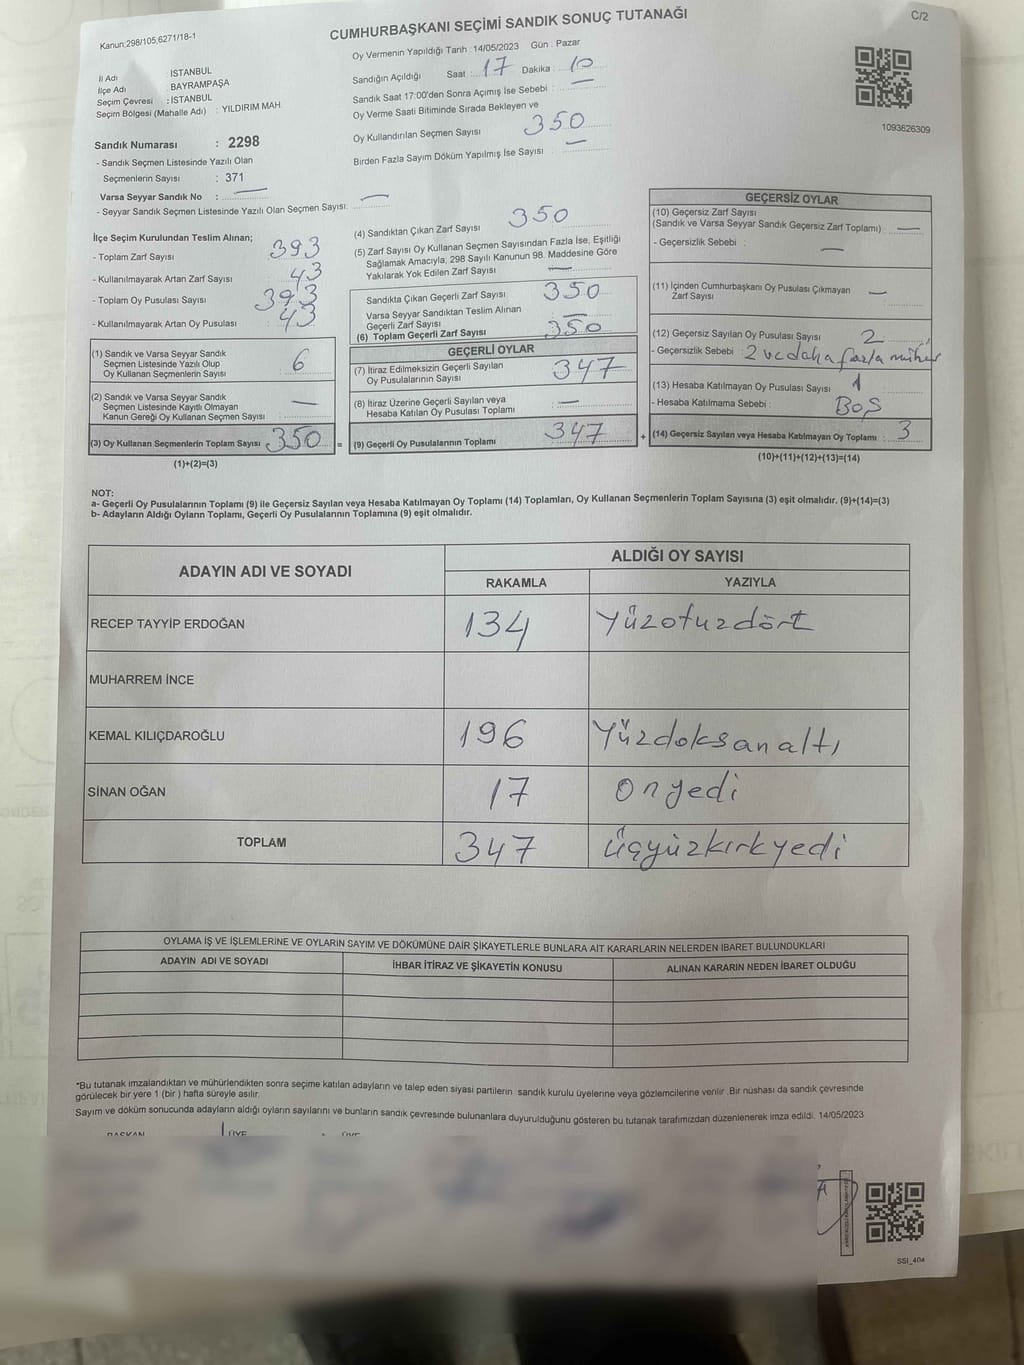 Kanun:298/105,6271/18-1
CUMHURBAŞKANI SEÇİMİ SANDIK SONUÇ TUTANAĞI
C/2
İl Adı : İSTANBUL
İlçe Adı : BAYRAMPAŞA
Seçim Çevresi : İSTANBUL
Seçim Bölgesi (Mahalle Adı) : YILDIRIM MAH.
Sandık Numarası : 2298
- Sandık Seçmen Listesinde Yazılı Olan
Seçmenlerin Sayısı : 371
Varsa Seyyar Sandık No : —
- Seyyar Sandık Seçmen Listesinde Yazılı Olan Seçmen Sayısı: —
Oy Vermenin Yapıldığı Tarih : 14/05/2023 Gün : Pazar
Sandığın Açıldığı Saat : 17 Dakika : 10
Sandık Saat 17:00'den Sonra Açımış İse Sebebi : —
Oy Verme Saati Bitiminde Sırada Bekleyen ve
Oy Kullandırılan Seçmen Sayısı 350
Birden Fazla Sayım Döküm Yapılmış İse Sayısı : —
1093626309
İlçe Seçim Kurulundan Teslim Alınan;
- Toplam Zarf Sayısı 393
- Kullanılmayarak Artan Zarf Sayısı 43
- Toplam Oy Pusulası Sayısı 393
- Kullanılmayarak Artan Oy Pusulası 43
(1) Sandık ve Varsa Seyyar Sandık
Seçmen Listesinde Yazılı Olup
Oy Kullanan Seçmenlerin Sayısı : 6
(2) Sandık ve Varsa Seyyar Sandık
Seçmen Listesinde Kayıtlı Olmayan
Kanun Gereği Oy Kullanan Seçmen Sayısı : —
(3) Oy Kullanan Seçmenlerin Toplam Sayısı : 350 =
(1)+(2)=(3)
(4) Sandıktan Çıkan Zarf Sayısı 350
(5) Zarf Sayısı Oy Kullanan Seçmen Sayısından Fazla İse, Eşitliği
Sağlamak Amacıyla, 298 Sayılı Kanunun 98. Maddesine Göre
Yakılarak Yok Edilen Zarf Sayısı —
Sandıkta Çıkan Geçerli Zarf Sayısı 350
Varsa Seyyar Sandıktan Teslim Alınan
Geçerli Zarf Sayısı —
(6) Toplam Geçerli Zarf Sayısı 350
GEÇERLİ OYLAR
(7) İtiraz Edilmeksizin Geçerli Sayılan
Oy Pusulalarının Sayısı 347
(8) İtiraz Üzerine Geçerli Sayılan veya
Hesaba Katılan Oy Pusulası Toplamı : —
(9) Geçerli Oy Pusulalarının Toplamı 347 +
GEÇERSİZ OYLAR
(10) Geçersiz Zarf Sayısı
(Sandık ve Varsa Seyyar Sandık Geçersiz Zarf Toplamı) : —
- Geçersizlik Sebebi : —
(11) İçinden Cumhurbaşkanı Oy Pusulası Çıkmayan
Zarf Sayısı —
(12) Geçersiz Sayılan Oy Pusulası Sayısı 2
- Geçersizlik Sebebi : 2 ve daha fazla mühür
(13) Hesaba Katılmayan Oy Pusulası Sayısı 1
- Hesaba Katılmama Sebebi : BOŞ
(14) Geçersiz Sayılan veya Hesaba Katılmayan Oy Toplamı : 3
(10)+(11)+(12)+(13)=(14)
NOT:
a- Geçerli Oy Pusulalarının Toplamı (9) ile Geçersiz Sayılan veya Hesaba Katılmayan Oy Toplamı (14) Toplamları, Oy Kullanan Seçmenlerin Toplam Sayısına (3) eşit olmalıdır. (9)+(14)=(3)
b- Adayların Aldığı Oyların Toplamı, Geçerli Oy Pusulalarının Toplamına (9) eşit olmalıdır.
ADAYIN ADI VE SOYADI
ALDIĞI OY SAYISI
RAKAMLA YAZIYLA
RECEP TAYYİP ERDOĞAN 134 Yüzotuzdört
MUHARREM İNCE
KEMAL KILIÇDAROĞLU 196 Yüzdoksanaltı
SİNAN OĞAN 17 Onyedi
TOPLAM 347 Üçyüzkırkyedi
OYLAMA İŞ VE İŞLEMLERİNE VE OYLARIN SAYIM VE DÖKÜMÜNE DAİR ŞİKAYETLERLE BUNLARA AİT KARARLARIN NELERDEN İBARET BULUNDUKLARI
ADAYIN ADI VE SOYADI İHBAR İTİRAZ VE ŞİKAYETİN KONUSU ALINAN KARARIN NEDEN İBARET OLDUĞU
*Bu tutanak imzalandıktan ve mühürlendikten sonra seçime katılan adayların ve talep eden siyasi partilerin sandık kurulu üyelerine veya gözlemcilerine verilir. Bir nüshası da sandık çevresinde
görülecek bir yere 1 (bir) hafta süreyle asılır.
Sayım ve döküm sonucunda adayların aldığı oyların sayılarını ve bunların sandık çevresinde bulunanlara duyurulduğunu gösteren bu tutanak tarafımızdan düzenlenerek imza edildi. 14/05/2023
BAŞKAN ÜYE ÜYE
SSI_40a